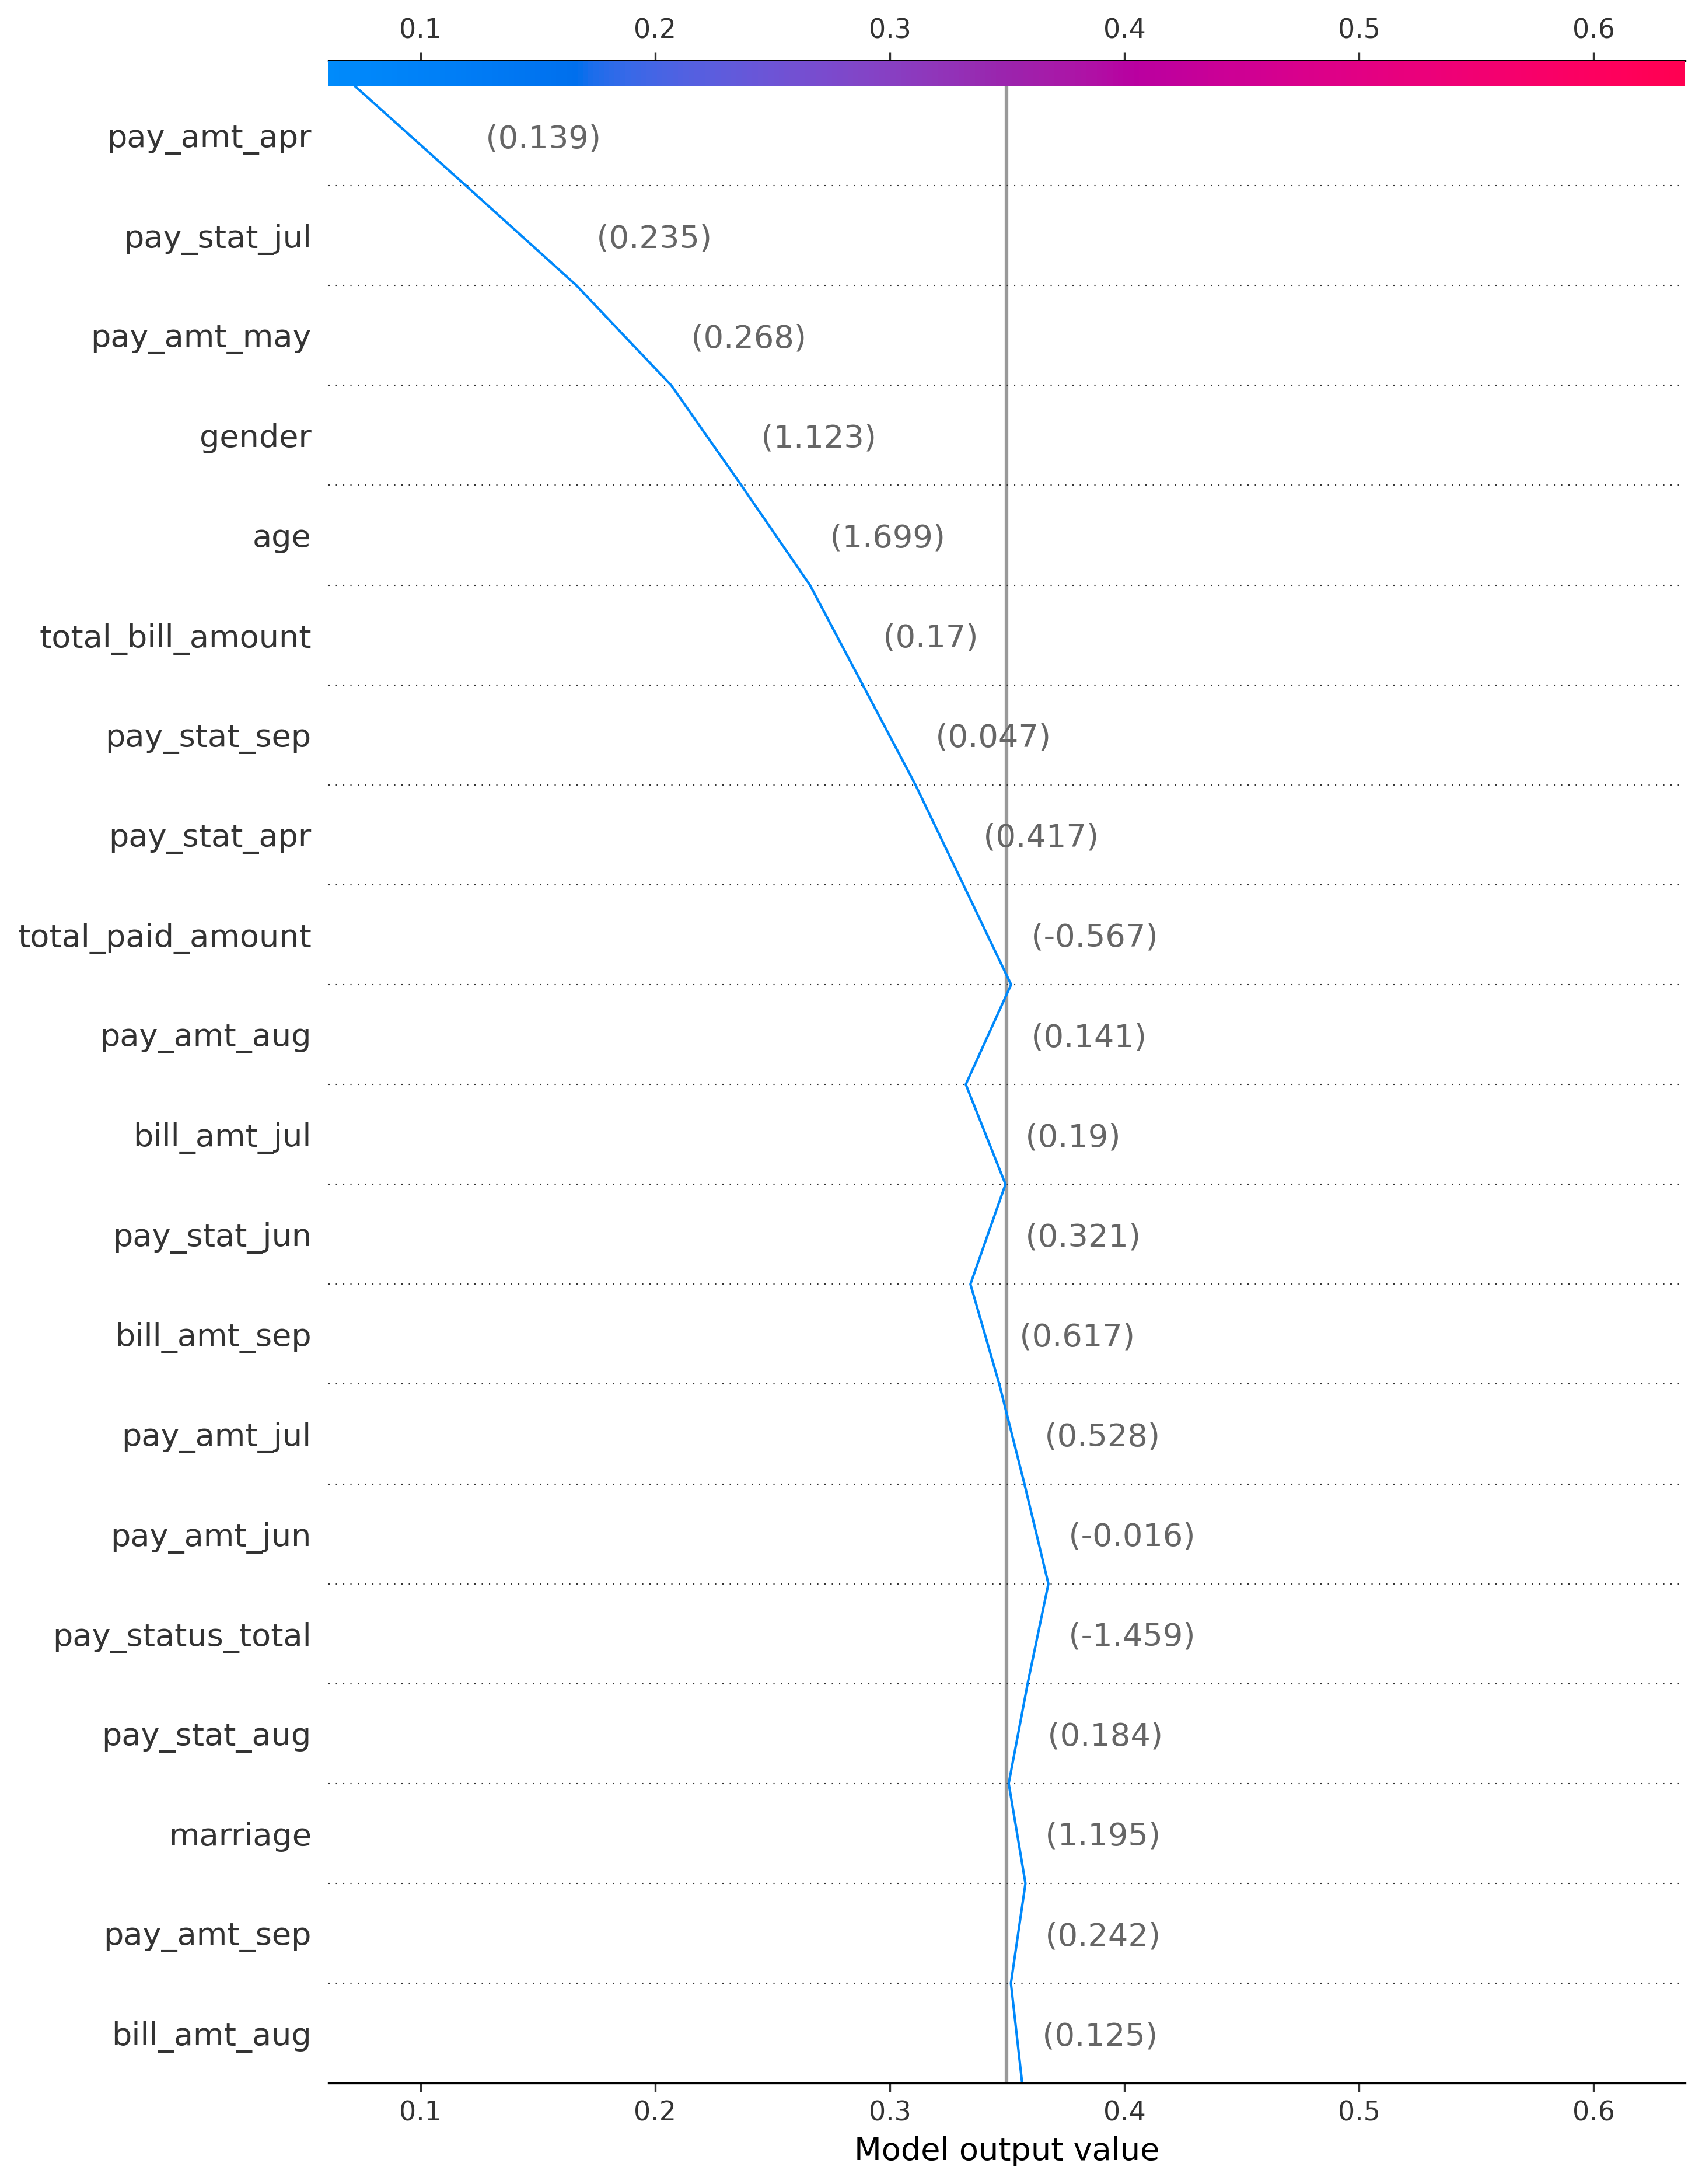 0.1 0.2 0.3 0.4 0.5 0.6
pay_amt_apr (0.139)
pay_stat_jul (0.235)
pay_amt_may (0.268)
gender (1.123)
age (1.699)
total_bill_amount (0.17)
pay_stat_sep (0.047)
pay_stat_apr (0.417)
total_paid_amount (-0.567)
pay_amt_aug (0.141)
bill_amt_jul (0.19)
pay_stat_jun (0.321)
bill_amt_sep (0.617)
pay_amt_jul (0.528)
pay_amt_jun (-0.016)
pay_status_total (-1.459)
pay_stat_aug (0.184)
marriage (1.195)
pay_amt_sep (0.242)
bill_amt_aug (0.125)
0.1 0.2 0.3 0.4 0.5 0.6
Model output value